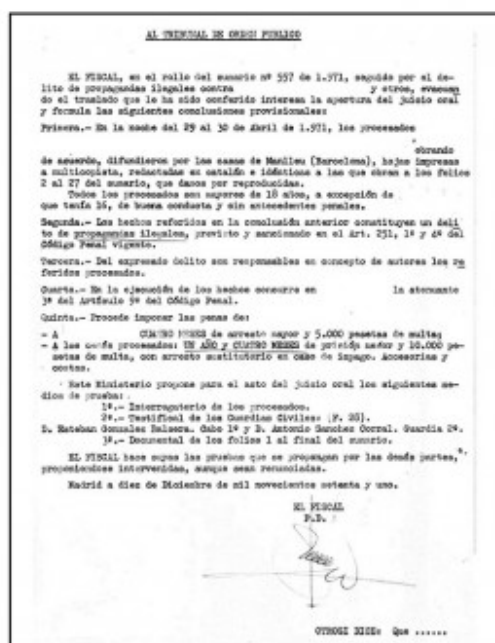 AL TRIBUNAL DE ORDEN PUBLICO
EL FISCAL, en el rollo del sumario nº 557 de 1.971, seguido por el de-
lito de propagandas ilegales contra y otros, evacuan
do el traslado que le ha sido conferido interesa la apertura del juicio oral
y formula las siguientes conclusiones provisionales:
Primera.- En la noche del 29 al 30 de Abril de 1.971, los procesados
obrando
de acuerdo, difundieron por las casas de Manlleu (Barcelona), hojas impresas
a multicopista, redactadas en catalán e idénticas a las que obran a los folios
2 al 27 del sumario, que damos por reproducidas.
Todos los procesados son mayores de 18 años, a excepción de
que tenía 16, de buena conducta y sin antecedentes penales.
Segunda.- Los hechos referidos en la conclusión anterior constituyen un deli
to de propagandas ilegales, previsto y sancionado en el Art. 251, 1º y 4º del
Código Penal vigente.
Tercera.- Del expresado delito son responsables en concepto de autores los re
feridos procesados.
Cuarta.- En la ejecución de los hechos concurre en la atenuante
3ª del Artículo 9º del Código Penal.
Quinta.- Procede imponer las penas de:
- A CUATRO MESES de arresto mayor y 5.000 pesetas de multa;
- A los demás procesados: UN AÑO y CUATRO MESES de prisión menor y 10.000 pe-
setas de multa, con arresto sustitutorio en caso de impago. Accesorias y
costas.
Este Ministerio propone para el acto del juicio oral los siguientes me-
dios de prueba:
1º.- Interrogatorio de los procesados.
2º.- Testifical de los Guardias Civiles: (F. 28).
D. Esteban Gonzalez Cabo 1º y D. Antonio Sanchez Corral. Guardia 2º.
3º.- Documental de los folios 1 al final del sumario.
EL FISCAL hace suyas las pruebas que se propongan por las demás partes,
proponiendose intervenirlas, aunque sean renunciadas.
Madrid a diez de Diciembre de mil novecientos setenta y uno.
EL FISCAL
P.D.
OTROSI DICE: Que ......